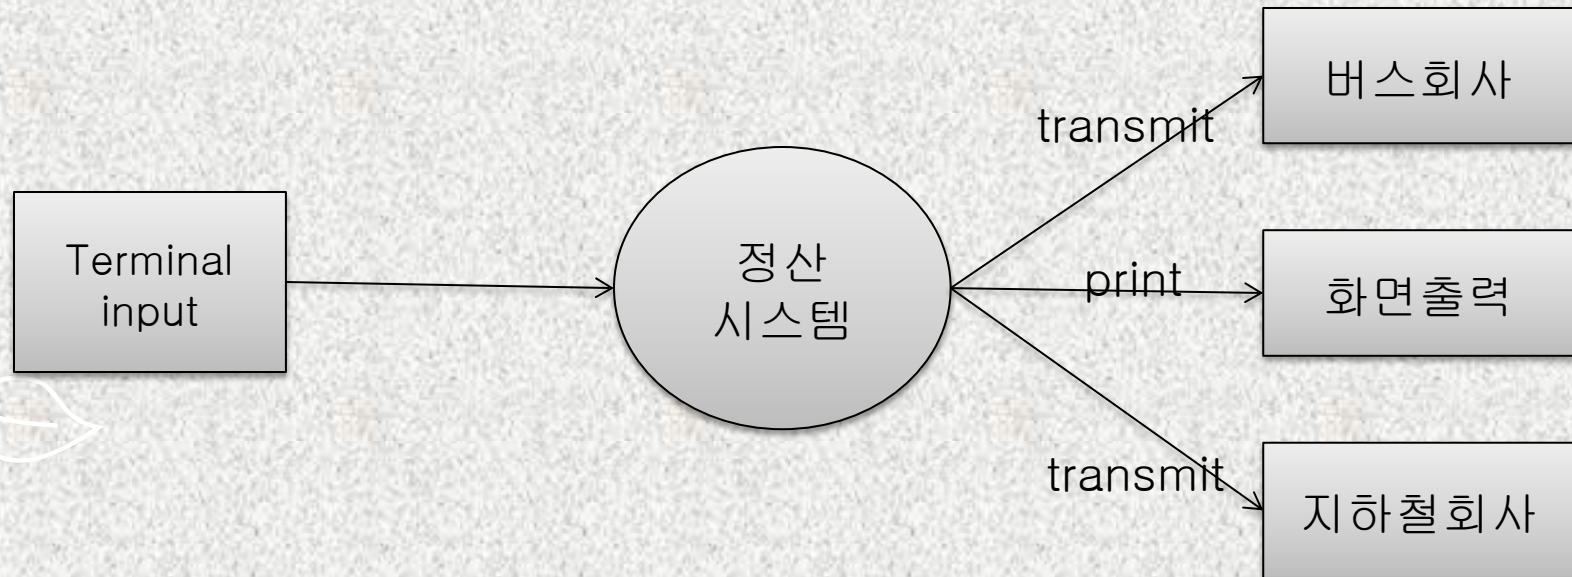 Terminal
input
정산
시스템
transmit
버스회사
print
화면출력
transmit
지하철회사